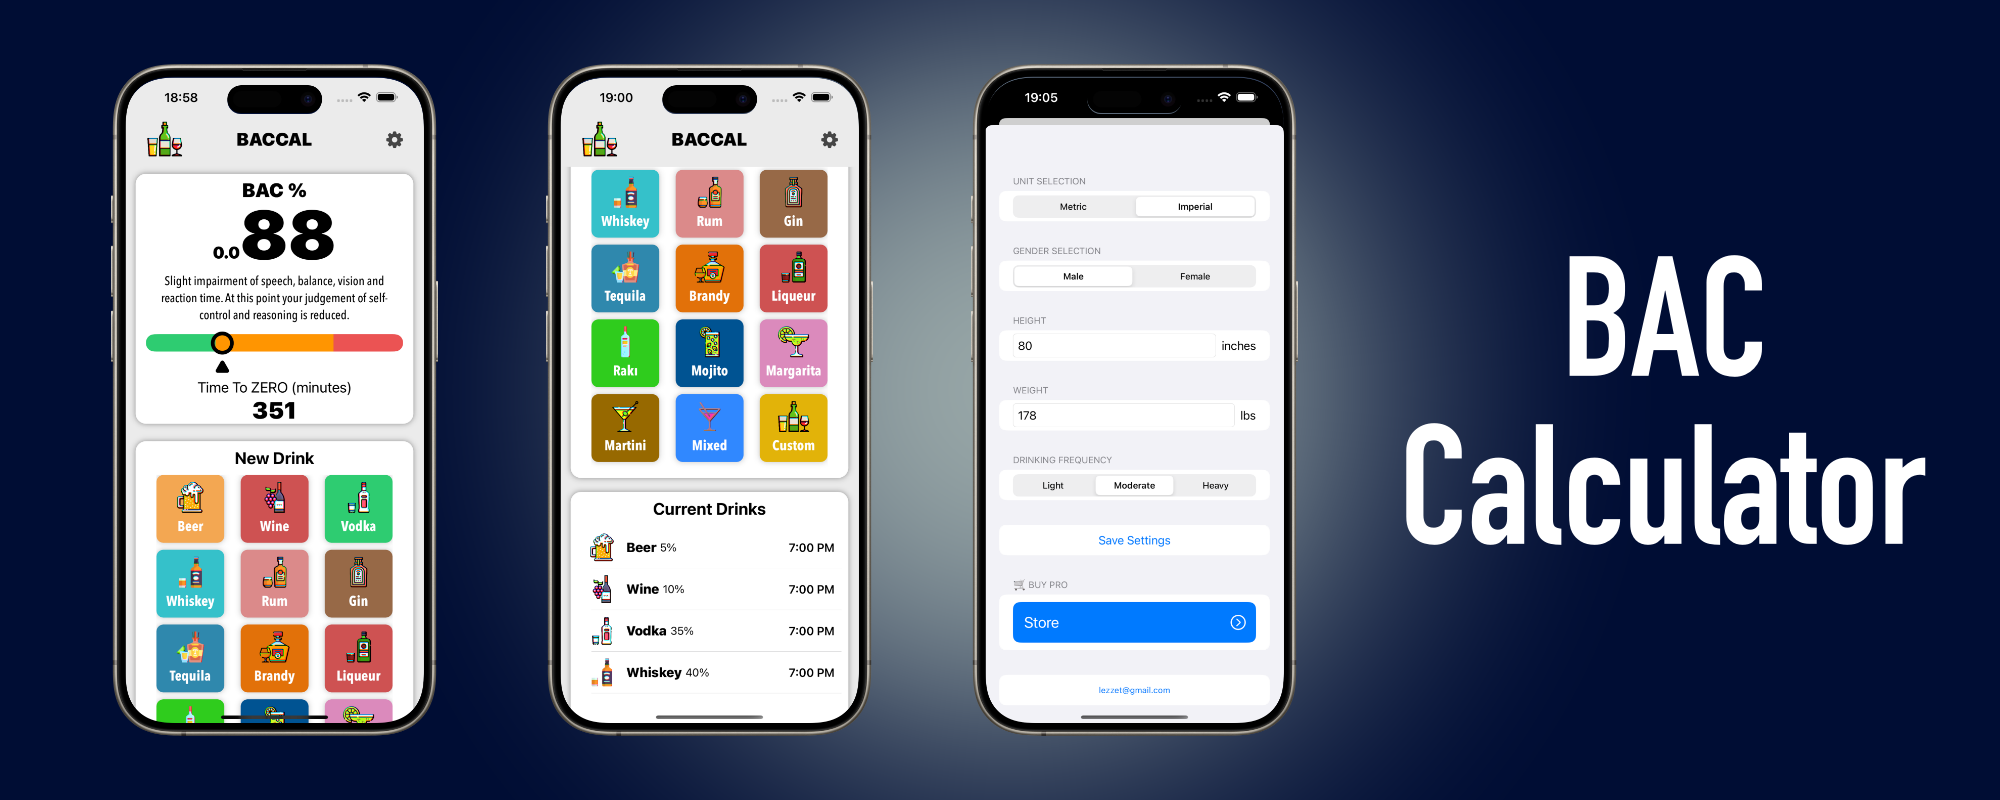 18:58
BACCAL
BAC %
0.088
Slight impairment of speech, balance, vision and
reaction time. At this point your judgement of self-
control and reasoning is reduced.
Time To ZERO (minutes)
351
New Drink
Beer
Wine
Vodka
Whiskey
Rum
Gin
Tequila
Brandy
Liqueur
19:00
BACCAL
Whiskey
Rum
Gin
Tequila
Brandy
Liqueur
Rakı
Mojito
Margarita
Martini
Mixed
Custom
Current Drinks
Beer 5% 7:00 PM
Wine 10% 7:00 PM
Vodka 35% 7:00 PM
Whiskey 40% 7:00 PM
19:05
UNIT SELECTION
Metric Imperial
GENDER SELECTION
Male Female
HEIGHT
80 inches
WEIGHT
178 lbs
DRINKING FREQUENCY
Light Moderate Heavy
Save Settings
BUY PRO
Store
lezzet@gmail.com
BAC
Calculator